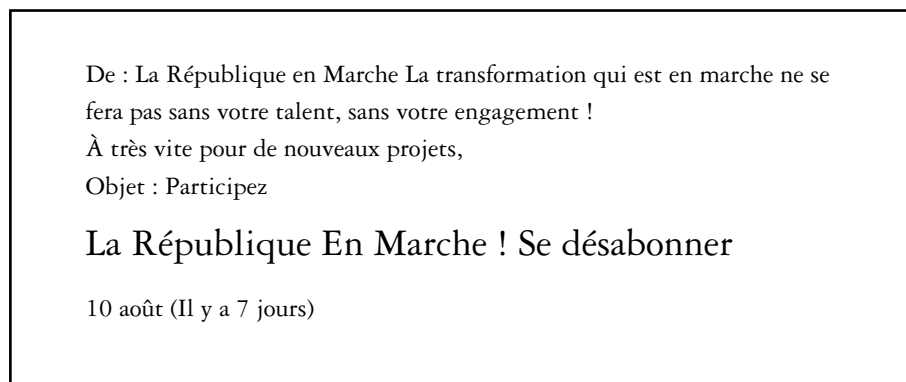 De : La République en Marche La transformation qui est en marche ne se
fera pas sans votre talent, sans votre engagement !
À très vite pour de nouveaux projets,
Objet : Participez
La République En Marche ! Se désabonner
10 août (Il y a 7 jours)